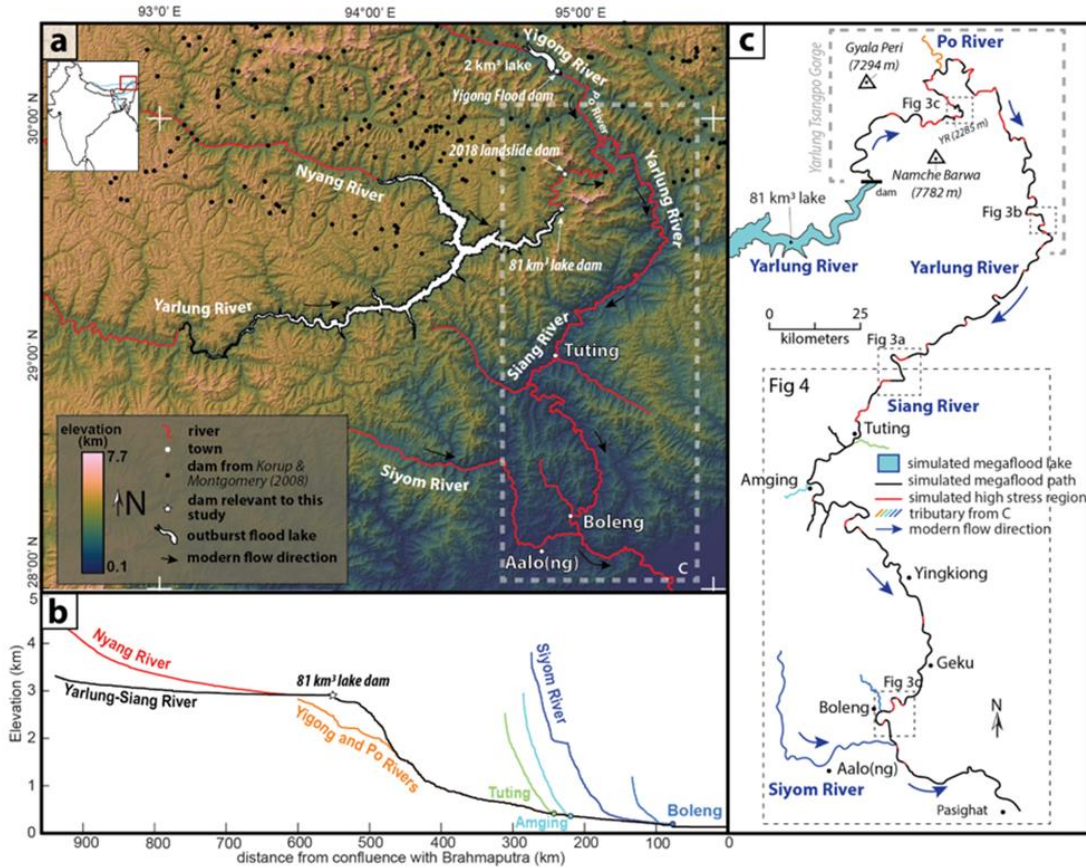 93°0′ E
94°00′ E
95°00′ E
a
30°00′ N
29°00′ N
28°00′ N
Yigong River
2 km³ lake
Yigong Flood dam
Po River
2018 landslide dam
Nyang River
Yarlung River
81 km³ lake dam
Yarlung River
Siang River
Tuting
Siyom River
Boleng
Aalo(ng)
C
elevation
(km)
7.7
0.1
N
river
town
dam from Korup &
Montgomery (2008)
dam relevant to this
study
outburst flood lake
modern flow direction
b
Elevation (km)
5
4
3
2
1
0
Nyang River
Yarlung-Siang River
81 km³ lake dam
Yigong and Po Rivers
Siyom River
Tuting
Amging
Boleng
900
800
700
600
500
400
300
200
100
0
distance from confluence with Brahmaputra (km)
c
Po River
Gyala Peri
(7294 m)
Yarlung Tsangpo Gorge
Fig 3c
YR (2285 m)
Namche Barwa
(7782 m)
dam
81 km³ lake
Fig 3b
Yarlung River
Yarlung River
0
25
kilometers
Fig 3a
Fig 4
Siang River
Tuting
Amging
simulated megaflood lake
simulated megaflood path
simulated high stress region
tributary from C
modern flow direction
Yingkiong
Geku
Fig 3d
Boleng
N
Aalo(ng)
Siyom River
Pasighat